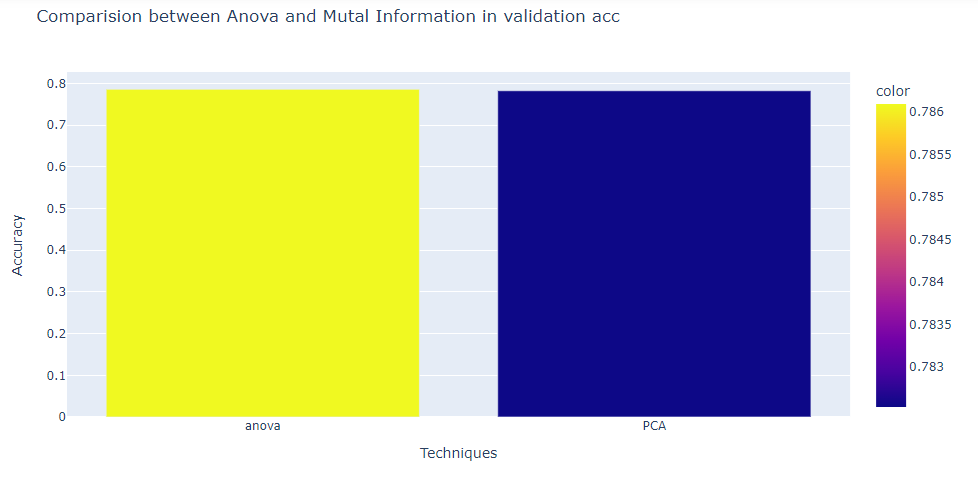 Comparision between Anova and Mutal Information in validation acc
color
0.786
0.7855
0.785
0.7845
0.784
0.7835
0.783
Accuracy
0.8
0.7
0.6
0.5
0.4
0.3
0.2
0.1
0
anova
PCA
Techniques